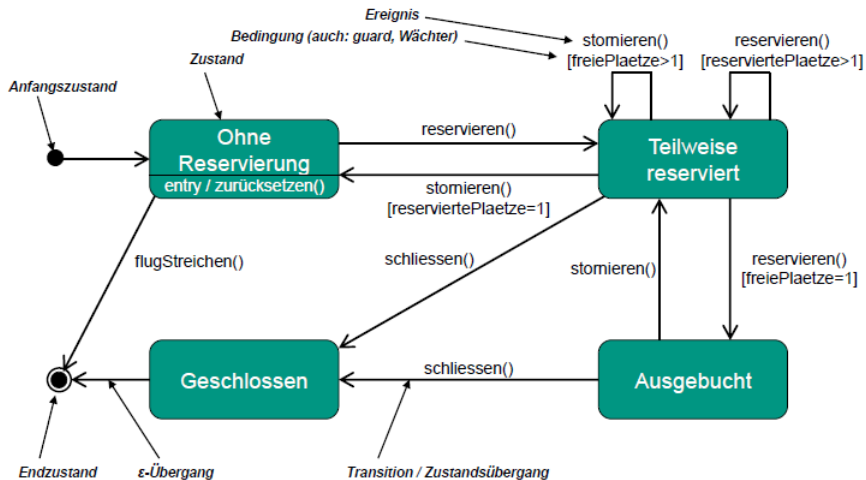 Ereignis
Bedingung (auch: guard, Wächter)
stornieren()
[freiePlaetze>1]
reservieren()
[reserviertePlaetze>1]
Zustand
Anfangszustand
Ohne
Reservierung
entry / zurücksetzen()
reservieren()
Teilweise
reserviert
stornieren()
[reserviertePlaetze=1]
flugStreichen()
schliessen()
stornieren()
reservieren()
[freiePlaetze=1]
Geschlossen
schliessen()
Ausgebucht
Endzustand
ε-Übergang
Transition / Zustandsübergang